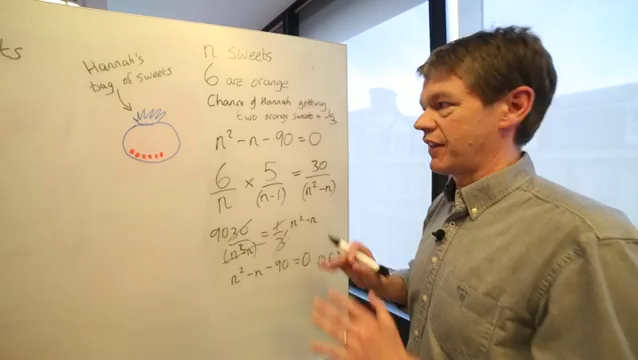 ts
Hannah's
bag of sweets
n sweets
6 are orange
Chance of Hannah getting
two orange sweets = 1/3
n² - n - 90 = 0
6/n × 5/(n-1) = 30/(n²-n)
90 30/(n²-n) = 1/3 n²-n
n² - n - 90 = 0